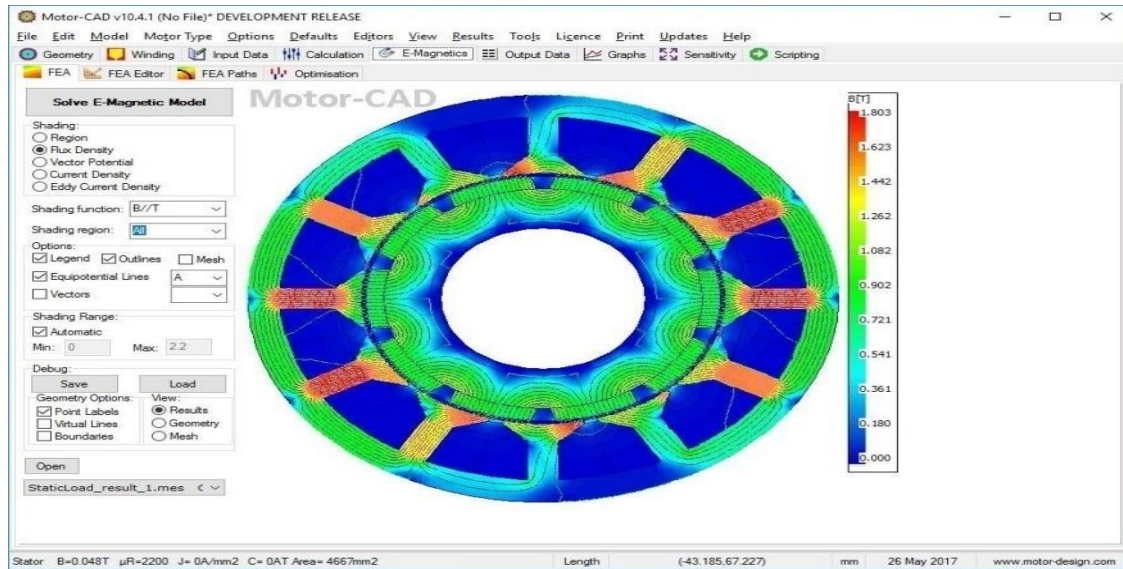 Motor-CAD v10.4.1 (No File)* DEVELOPMENT RELEASE
File Edit Model Motor Type Options Defaults Editors View Results Tools Licence Print Updates Help
Geometry Winding Input Data Calculation E-Magnetics Output Data Graphs Sensitivity Scripting
FEA FEA Editor FEA Paths Optimisation
Solve E-Magnetic Model
Motor-CAD
Shading:
Region
Flux Density
Vector Potential
Current Density
Eddy Current Density
Shading function: B//T
Shading region: All
Options:
Legend Outlines Mesh
Equipotential Lines A
Vectors
Shading Range:
Automatic
Min: 0 Max: 2.2
Debug:
Save Load
Geometry Options: View:
Point Labels Results
Virtual Lines Geometry
Boundaries Mesh
Open
StaticLoad_result_1.mes
B[T]
1.803
1.623
1.442
1.262
1.082
0.902
0.721
0.541
0.361
0.180
0.000
Stator B=0.048T μR=2200 J= 0A/mm2 C= 0AT Area= 4667mm2 Length (-43.185,67.227) mm 26 May 2017 www.motor-design.com